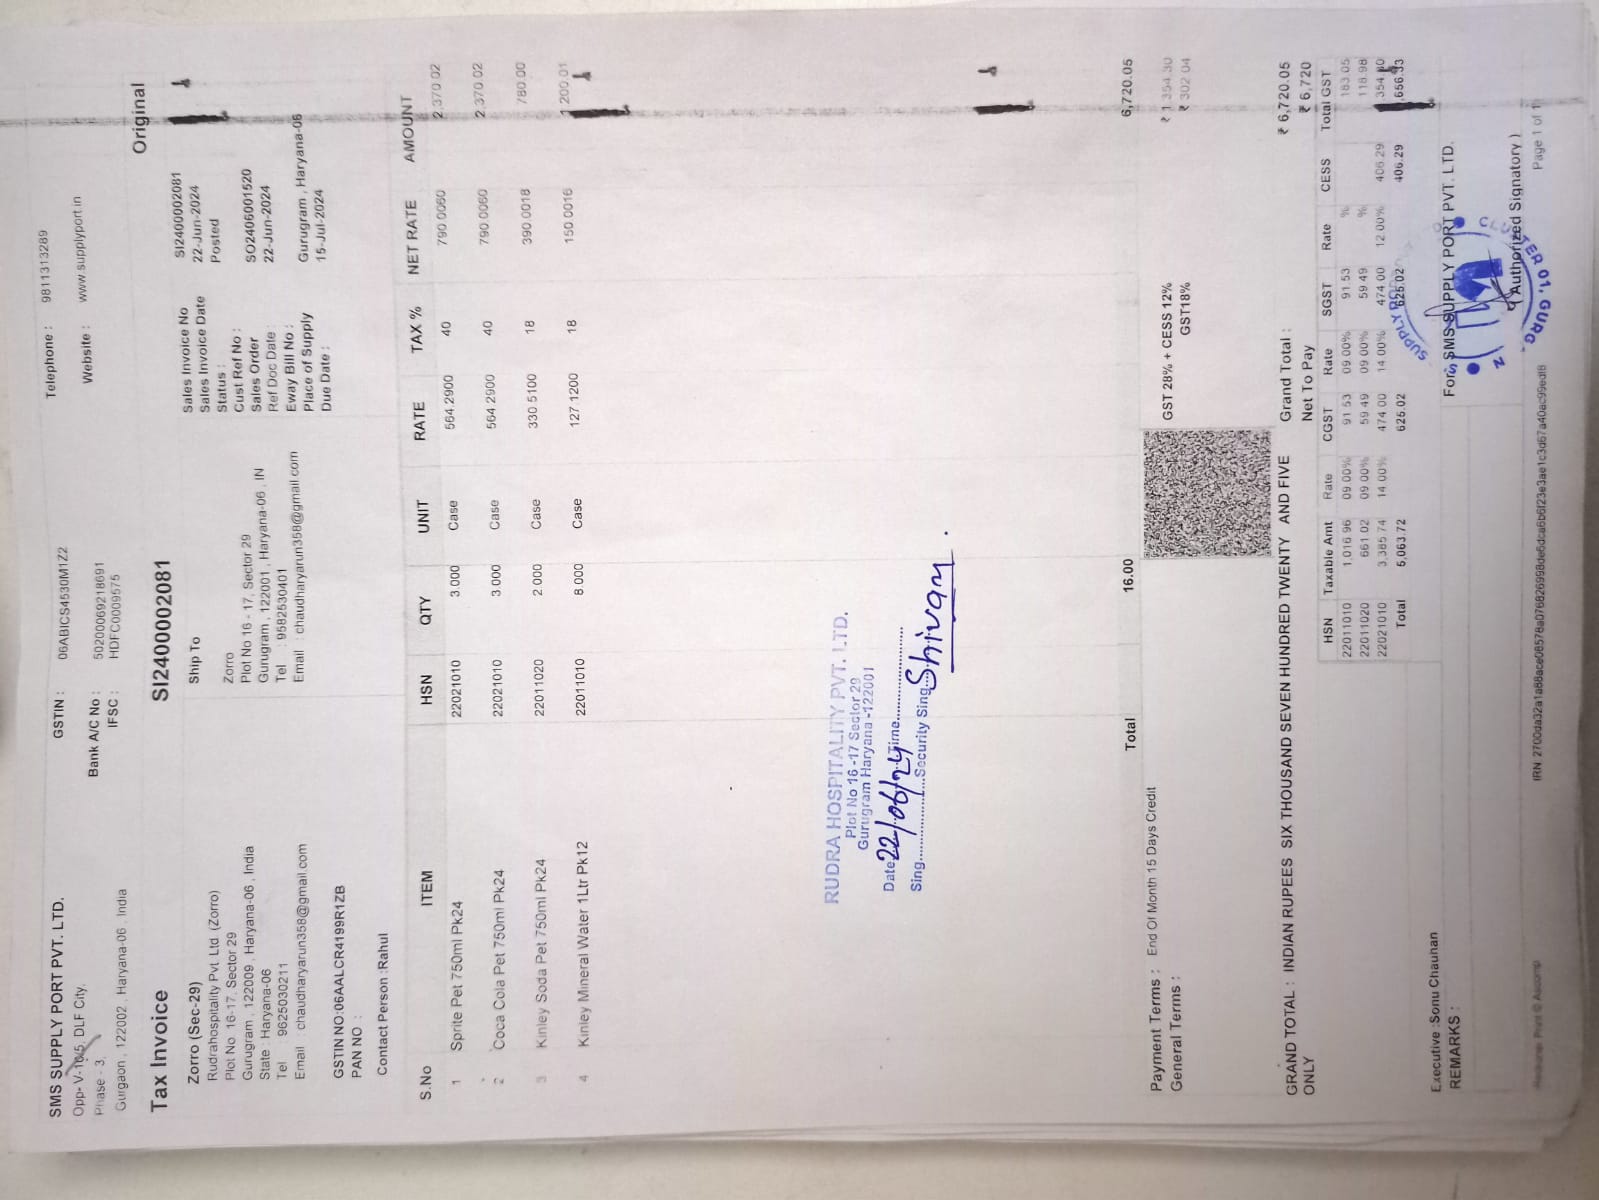 SMS SUPPLY PORT PVT. LTD.
Opp- V-10/5, DLF City,
Phase - 3,
Gurgaon , 122002 , Haryana-06 , India
GSTIN : 06ABICS4530M1Z2
Bank A/C No : 50200069218691
IFSC : HDFC0009575
Telephone : 9811313289
Website : www.supplyport.in
Tax Invoice SI2400002081 Original
Zorro (Sec-29)
Rudrahospitality Pvt. Ltd (Zorro)
Plot No. 16-17, Sector 29
Gurugram , 122009 , Haryana-06 , India
State : Haryana-06
Tel : 9625030211
Email : chaudharyarun358@gmail.com
GSTIN NO:06AALCR4199R1ZB
PAN NO :
Contact Person :Rahul
Ship To
Zorro
Plot No 16 - 17, Sector 29
Gurugram , 122001 , Haryana-06 , IN
Tel : 9582530401
Email : chaudharyarun358@gmail.com
Sales Invoice No SI2400002081
Sales Invoice Date 22-Jun-2024
Status : Posted
Cust Ref No :
Sales Order SO2406001520
Ref Doc Date : 22-Jun-2024
Eway Bill No :
Place of Supply Gurugram , Haryana-06
Due Date : 15-Jul-2024
S.No ITEM HSN QTY UNIT RATE TAX % NET RATE AMOUNT
1 Sprite Pet 750ml Pk24 22021010 3.000 Case 564.2900 40 790.0060 2,370.02
2 Coca Cola Pet 750ml Pk24 22021010 3.000 Case 564.2900 40 790.0060 2,370.02
3 Kinley Soda Pet 750ml Pk24 22011020 2.000 Case 330.5100 18 390.0018 780.00
4 Kinley Mineral Water 1Ltr Pk12 22011010 8.000 Case 127.1200 18 150.0016 1,200.01
RUDRA HOSPITALITY PVT. LTD.
Plot No 16 -17 Sector 29
Gurugram Haryana -122001
Date 22/06/24 Time
Sing Security Sing Shivam
Total 16.00 6,720.05
Payment Terms : End Of Month 15 Days Credit
General Terms :
GST 28% + CESS 12% ₹ 1,354.30
GST18% ₹ 302.04
GRAND TOTAL : INDIAN RUPEES SIX THOUSAND SEVEN HUNDRED TWENTY AND FIVE
ONLY
Grand Total : ₹ 6,720.05
Net To Pay ₹ 6,720
HSN Taxable Amt Rate CGST Rate SGST Rate CESS Total GST
22011010 1,016.96 09.00% 91.53 09.00% 91.53 % 183.05
22011020 661.02 09.00% 59.49 09.00% 59.49 % 118.98
22021010 3,385.74 14.00% 474.00 14.00% 474.00 12.00% 406.29 1,354.30
Total 5,063.72 625.02 625.02 406.29 1,656.33
Executive :Sonu Chauhan
REMARKS :
For : SMS SUPPLY PORT PVT. LTD.
( Authorized Signatory )
CLUSTER 01, GURG.
Page 1 of 1